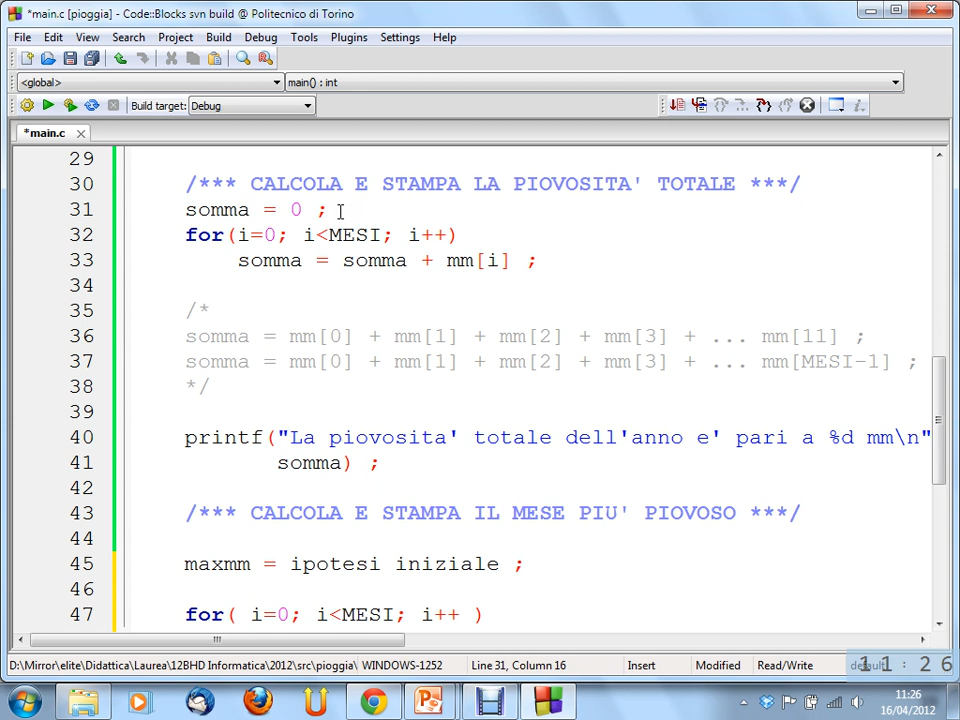 *main.c [pioggia] - Code::Blocks svn build @ Politecnico di Torino
File Edit View Search Project Build Debug Tools Plugins Settings Help
<global> main() : int
Build target: Debug
*main.c
29
30 /*** CALCOLA E STAMPA LA PIOVOSITA' TOTALE ***/
31 somma = 0 ;
32 for(i=0; i<MESI; i++)
33 somma = somma + mm[i] ;
34
35 /*
36 somma = mm[0] + mm[1] + mm[2] + mm[3] + ... mm[11] ;
37 somma = mm[0] + mm[1] + mm[2] + mm[3] + ... mm[MESI-1] ;
38 */
39
40 printf("La piovosita' totale dell'anno e' pari a %d mm\n"
41 somma) ;
42
43 /*** CALCOLA E STAMPA IL MESE PIU' PIOVOSO ***/
44
45 maxmm = ipotesi iniziale ;
46
47 for( i=0; i<MESI; i++ )
D:\Mirror\elite\Didattica\Laurea\12BHD Informatica\2012\src\pioggia\ WINDOWS-1252 Line 31, Column 16 Insert Modified Read/Write default
11:26
11:26
16/04/2012